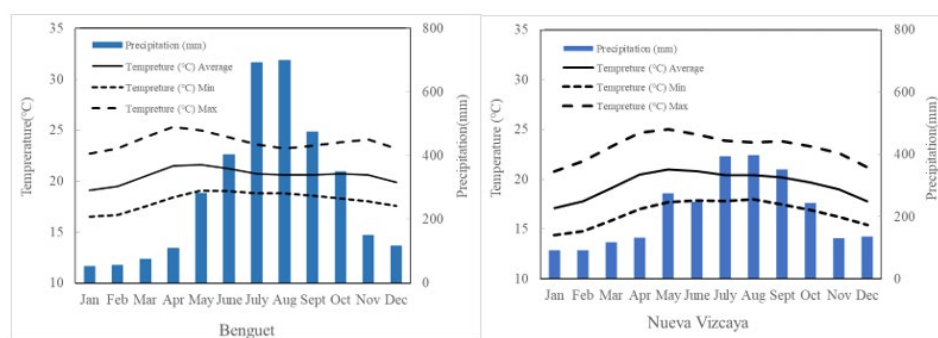 35
30
25
20
15
10
Tempreture(℃)
Precipitation (mm)
Tempreture (℃) Average
Tempreture (℃) Min
Tempreture (℃) Max
800
600
400
200
0
Precipitation(mm)
Jan Feb Mar Apr May June July Aug Sept Oct Nov Dec
Benguet
35
30
25
20
15
10
Temprerature (℃)
Precipitation (mm)
Tempreture (℃) Average
Tempreture (℃) Min
Tempreture (℃) Max
800
600
400
200
0
Precipitation(mm)
Jan Feb Mar Apr May June July Aug Sept Oct Nov Dec
Nueva Vizcaya